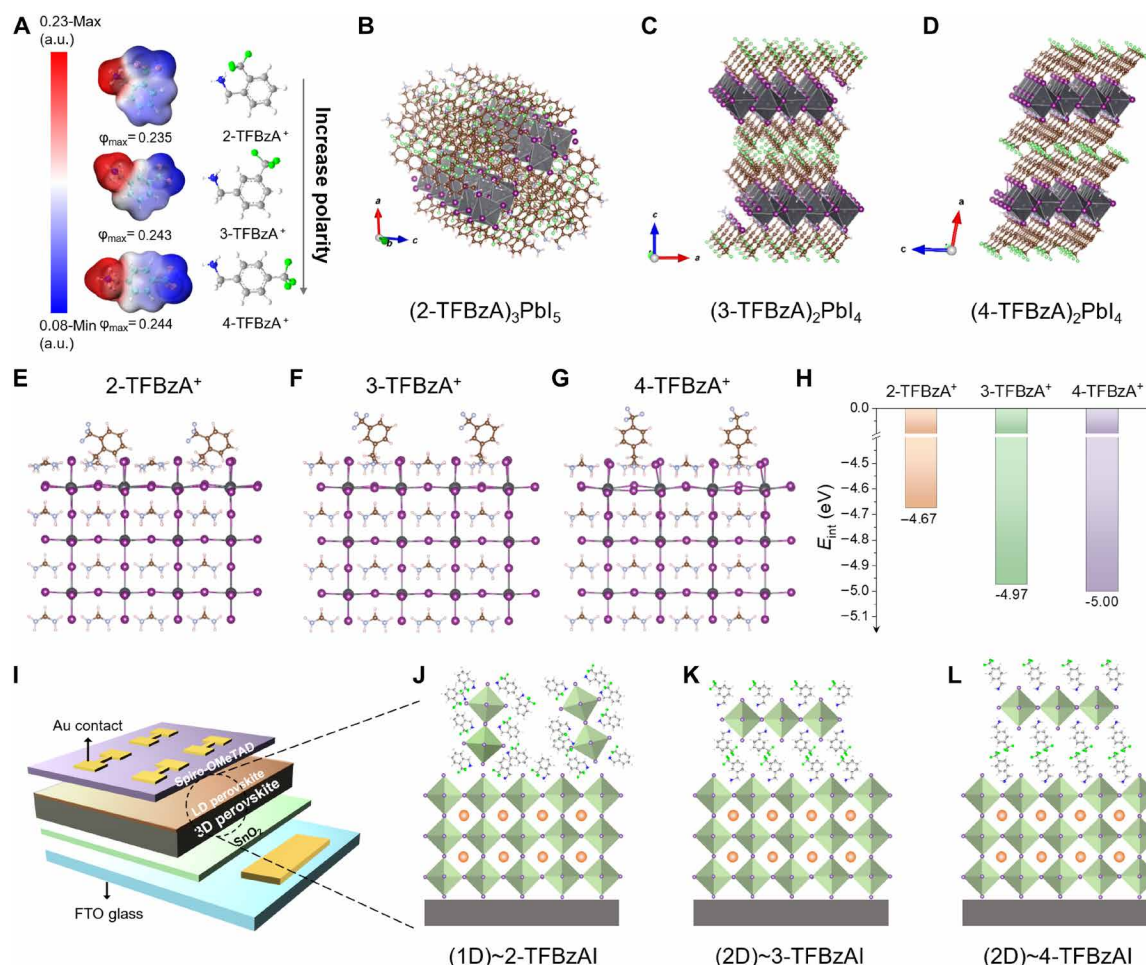 A
0.23-Max
(a.u.)
φmax= 0.235
2-TFBzA⁺
φmax= 0.243
3-TFBzA⁺
0.08-Min
(a.u.)
φmax= 0.244
4-TFBzA⁺
Increase polarity
B
a
b
c
(2-TFBzA)₃PbI₅
C
c
a
(3-TFBzA)₂PbI₄
D
a
c
(4-TFBzA)₂PbI₄
E
2-TFBzA⁺
F
3-TFBzA⁺
G
4-TFBzA⁺
H
2-TFBzA⁺ 3-TFBzA⁺ 4-TFBzA⁺
0.0
-4.5
-4.6
-4.7
-4.8
-4.9
-5.0
-5.1
Eint (eV)
−4.67
-4.97
-5.00
I
Au contact
Spiro-OMeTAD
LD perovskite
3D perovskite
SnO₂
FTO glass
J
(1D)~2-TFBzAI
K
(2D)~3-TFBzAI
L
(2D)~4-TFBzAI